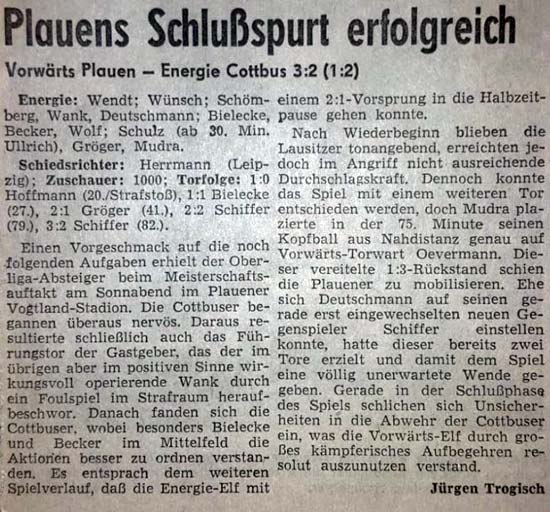 Plauens Schlußspurt erfolgreich
Vorwärts Plauen — Energie Cottbus 3:2 (1:2)
Energie: Wendt; Wünsch; Schöm-
berg, Wank, Deutschmann; Bielecke,
Becker, Wolf; Schulz (ab 30. Min.
Ullrich), Gröger, Mudra.
Schiedsrichter: Herrmann (Leip-
zig); Zuschauer: 1000; Torfolge: 1:0
Hoffmann (20./Strafstoß), 1:1 Bielecke
(27.), 2:1 Gröger (41.), 2:2 Schiffer
(79.), 3:2 Schiffer (82.).
Einen Vorgeschmack auf die noch
folgenden Aufgaben erhielt der Ober-
liga-Absteiger beim Meisterschafts-
auftakt am Sonnabend im Plauener
Vogtland-Stadion. Die Cottbuser be-
gannen überaus nervös. Daraus re-
sultierte schließlich auch das Füh-
rungstor der Gastgeber, das der im
übrigen aber im positiven Sinne wir-
kungsvoll operierende Wank durch
ein Foulspiel im Strafraum herauf-
beschwor. Danach fanden sich die
Cottbuser, wobei besonders Bielecke
und Becker im Mittelfeld die
Aktionen besser zu ordnen verstan-
den. Es entsprach dem weiteren
Spielverlauf, daß die Energie-Elf mit
einem 2:1-Vorsprung in die Halbzeit-
pause gehen konnte.
Nach Wiederbeginn blieben die
Lausitzer tonangebend, erreichten je-
doch im Angriff nicht ausreichende
Durchschlagskraft. Dennoch konnte
das Spiel mit einem weiteren Tor
entschieden werden, doch Mudra pla-
zierte in der 75. Minute seinen
Kopfball aus Nahdistanz genau auf
Vorwärts-Torwart Oevermann. Die-
ser vereitelte 1:3-Rückstand schien
die Plauener zu mobilisieren. Ehe
sich Deutschmann auf seinen ge-
rade erst eingewechselten neuen Ge-
genspieler Schiffer einstellen
konnte, hatte dieser bereits zwei
Tore erzielt und damit dem Spiel
eine völlig unerwartete Wende ge-
geben. Gerade in der Schlußphase
des Spiels schlichen sich Unsicher-
heiten in die Abwehr der Cottbuser
ein, was die Vorwärts-Elf durch gro-
ßes kämpferisches Aufbegehren re-
solut auszunutzen verstand.
Jürgen Trogisch